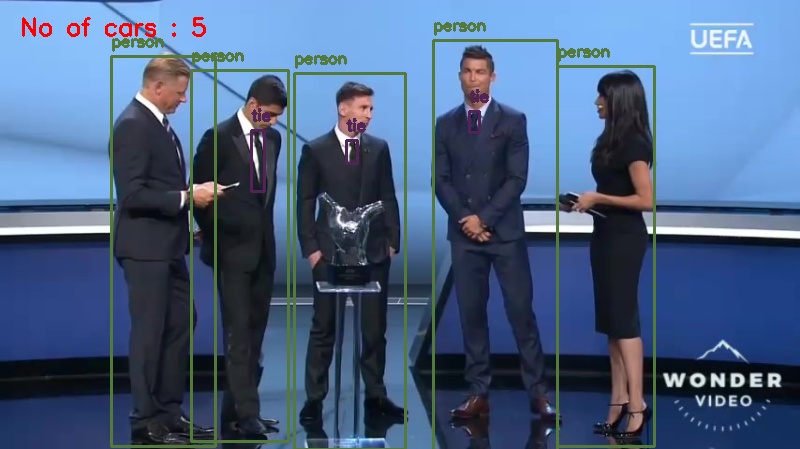 No of cars : 5
person
person
person
person
person
UEFA
tie
tie
tie
WONDER
VIDEO